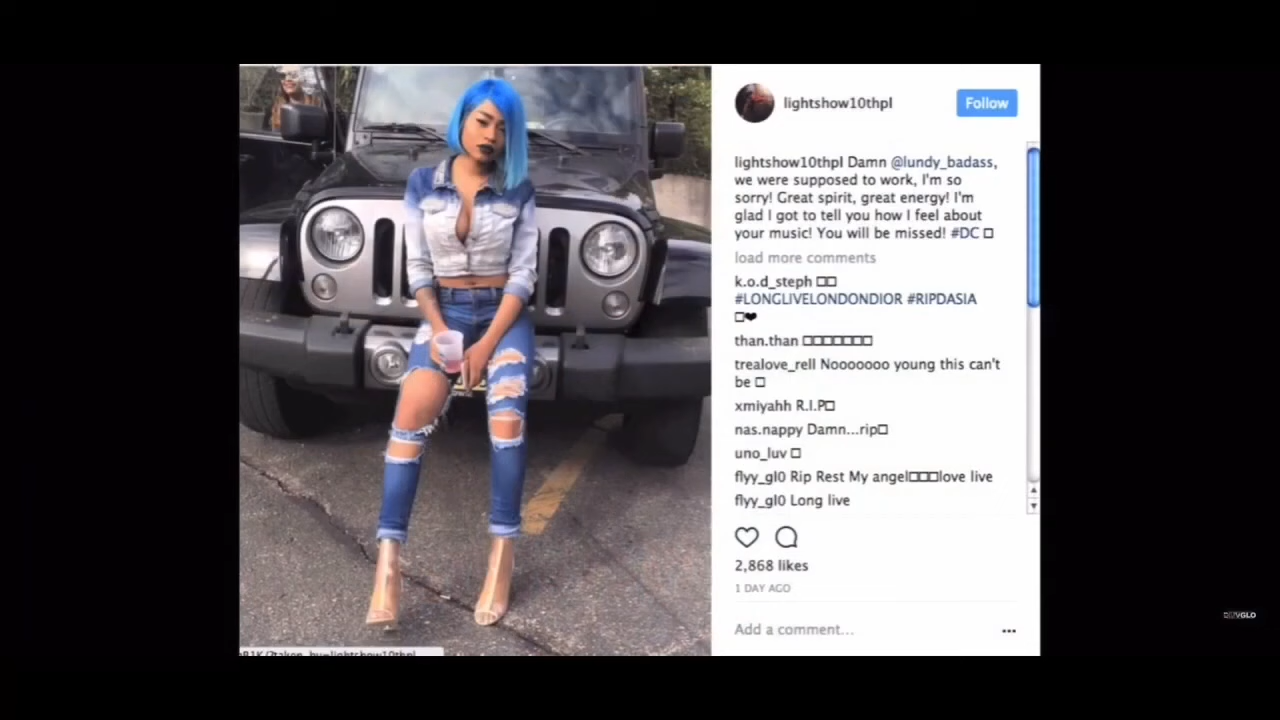 lightshow10thpl
Follow
lightshow10thpl Damn @lundy_badass,
we were supposed to work, I'm so
sorry! Great spirit, great energy! I'm
glad I got to tell you how I feel about
your music! You will be missed! #DC □
load more comments
k.o.d_steph □□
#LONGLIVELONDONDIOR #RIPDASIA
□❤
than.than □□□□□□□
trealove_rell Nooooooo young this can't
be □
xmiyahh R.I.P□
nas.nappy Damn...rip□
uno_luv □
flyy_gl0 Rip Rest My angel□□□love live
flyy_gl0 Long live
2,868 likes
1 DAY AGO
Add a comment...